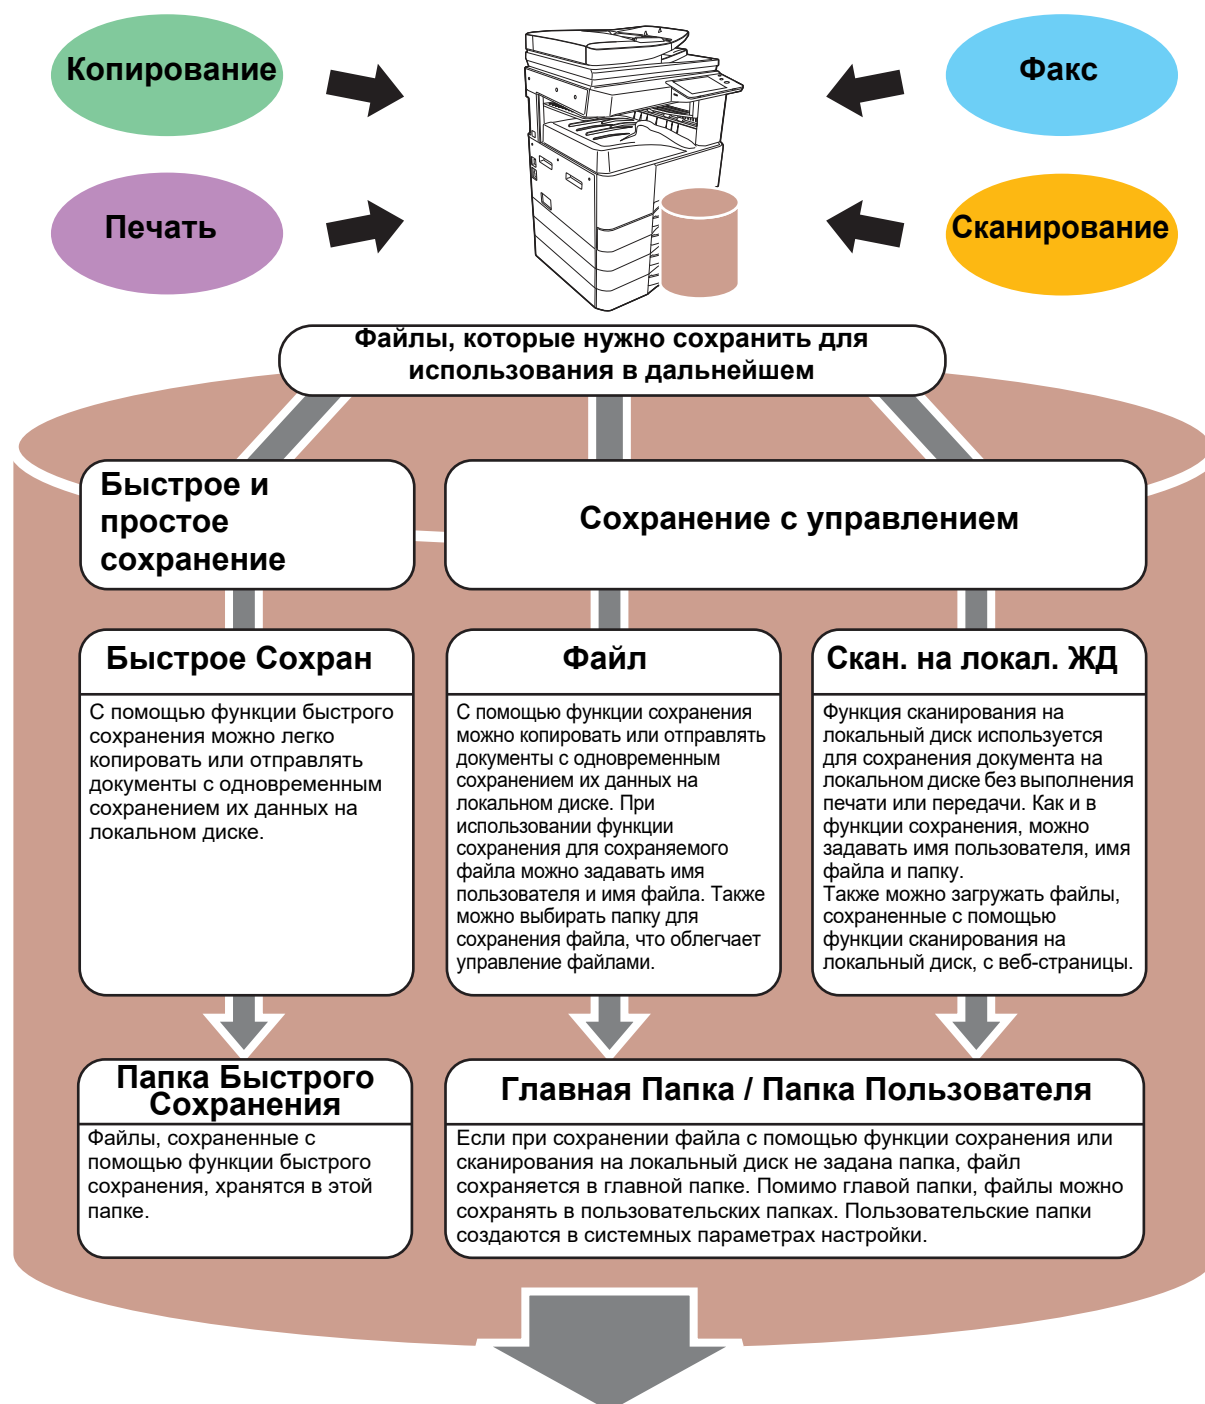 Копирование
Факс
Печать
Сканирование
Файлы, которые нужно сохранить для
использования в дальнейшем
Быстрое и
простое
сохранение
Сохранение с управлением
Быстрое Сохран
С помощью функции быстрого
сохранения можно легко
копировать или отправлять
документы с одновременным
сохранением их данных на
локальном диске.
Файл
С помощью функции сохранения
можно копировать или отправлять
документы с одновременным
сохранением их данных на
локальном диске. При
использовании функции
сохранения для сохраняемого
файла можно задавать имя
пользователя и имя файла. Также
можно выбирать папку для
сохранения файла, что облегчает
управление файлами.
Скан. на локал. ЖД
Функция сканирования на
локальный диск используется
для сохранения документа на
локальном диске без выполнения
печати или передачи. Как и в
функции сохранения, можно
задавать имя пользователя, имя
файла и папку.
Также можно загружать файлы,
сохраненные с помощью
функции сканирования на
локальный диск, с веб-страницы.
Папка Быстрого
Сохранения
Файлы, сохраненные с
помощью функции быстрого
сохранения, хранятся в этой
папке.
Главная Папка / Папка Пользователя
Если при сохранении файла с помощью функции сохранения или
сканирования на локальный диск не задана папка, файл
сохраняется в главной папке. Помимо главой папки, файлы можно
сохранять в пользовательских папках. Пользовательские папки
создаются в системных параметрах настройки.